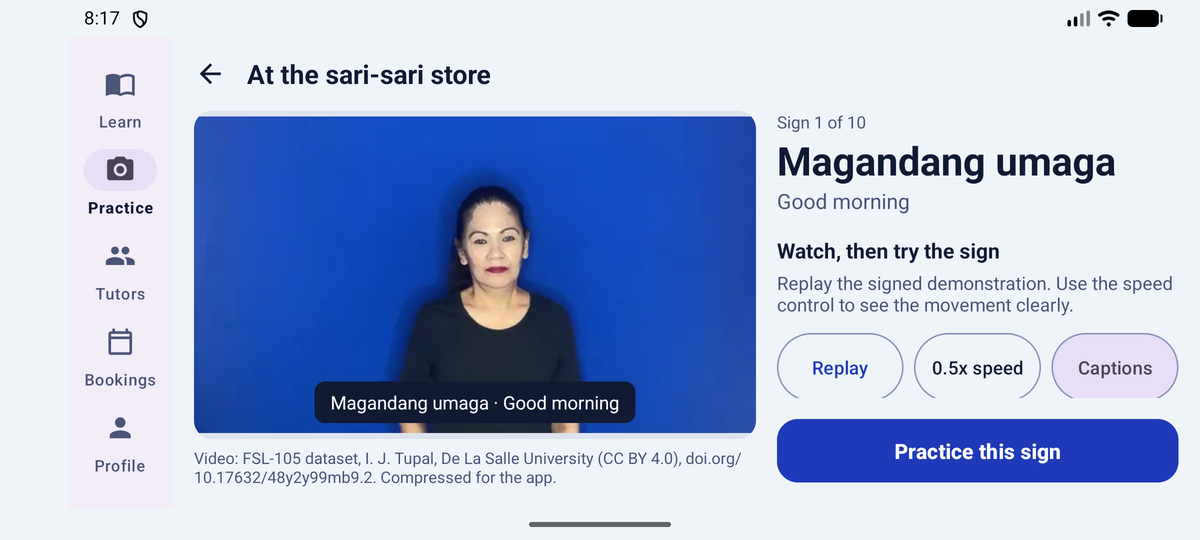 8:17
At the sari-sari store
Learn
Practice
Tutors
Bookings
Profile
Magandang umaga · Good morning
Video: FSL-105 dataset, I. J. Tupal, De La Salle University (CC BY 4.0), doi.org/
10.17632/48y2y99mb9.2. Compressed for the app.
Sign 1 of 10
Magandang umaga
Good morning
Watch, then try the sign
Replay the signed demonstration. Use the speed
control to see the movement clearly.
Replay
0.5x speed
Captions
Practice this sign